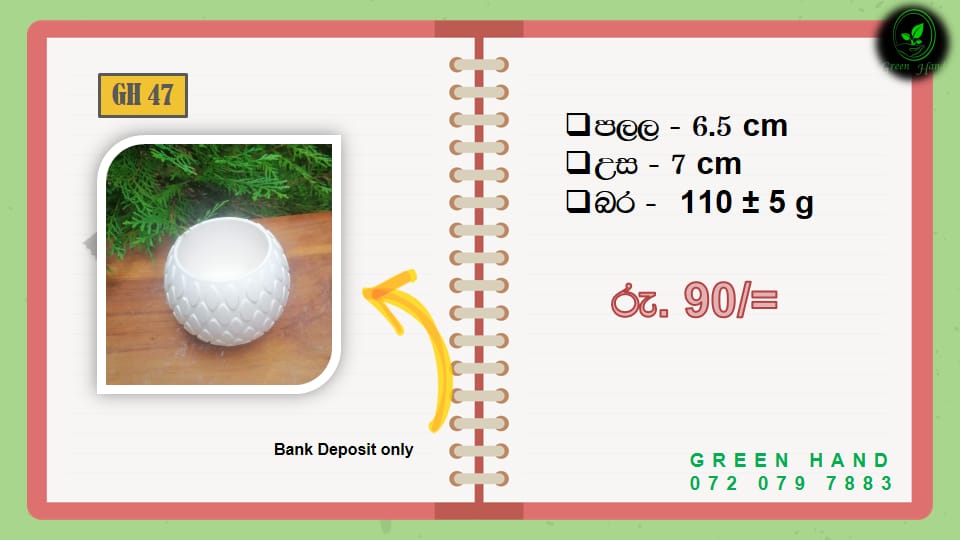 Green Hand
GH 47
❑පළල - 6.5 cm
❑උස - 7 cm
❑බර - 110 ± 5 g
රු. 90/=
Bank Deposit only
GREEN HAND
072 079 7883